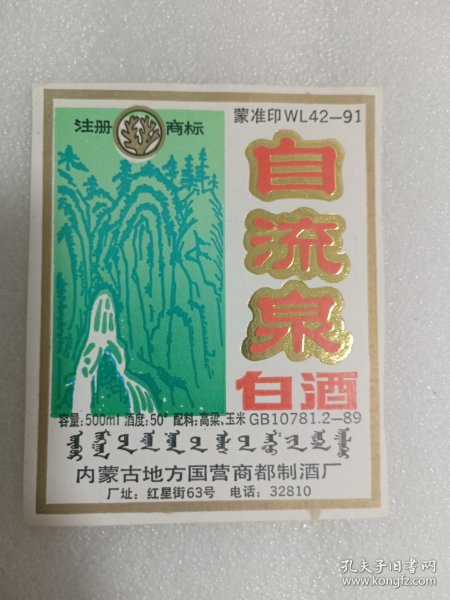 蒙准印WL42—91
注册 商标
自流泉
白酒
容量:500ml 酒度:50° 配料:高粱、玉米 GB10781.2—89
内蒙古地方国营商都制酒厂
厂址:红星街63号 电话:32810
孔夫子旧书网
www.kongfz.com